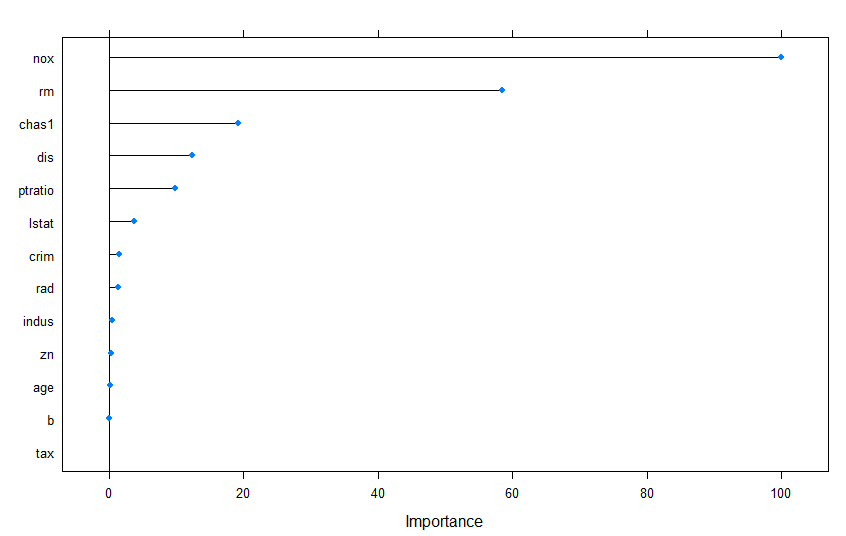 nox
rm
chas1
dis
ptratio
lstat
crim
rad
indus
zn
age
b
tax
0 20 40 60 80 100
Importance